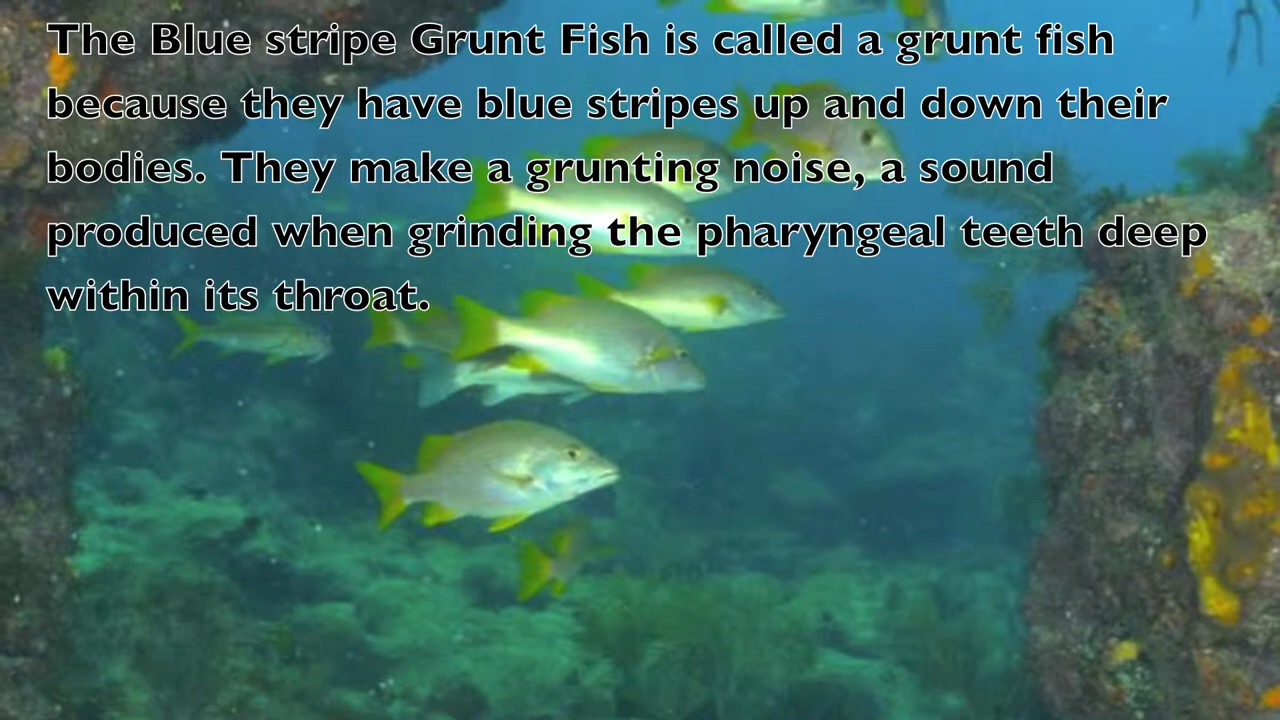 The Blue stripe Grunt Fish is called a grunt fish
because they have blue stripes up and down their
bodies. They make a grunting noise, a sound
produced when grinding the pharyngeal teeth deep
within its throat.